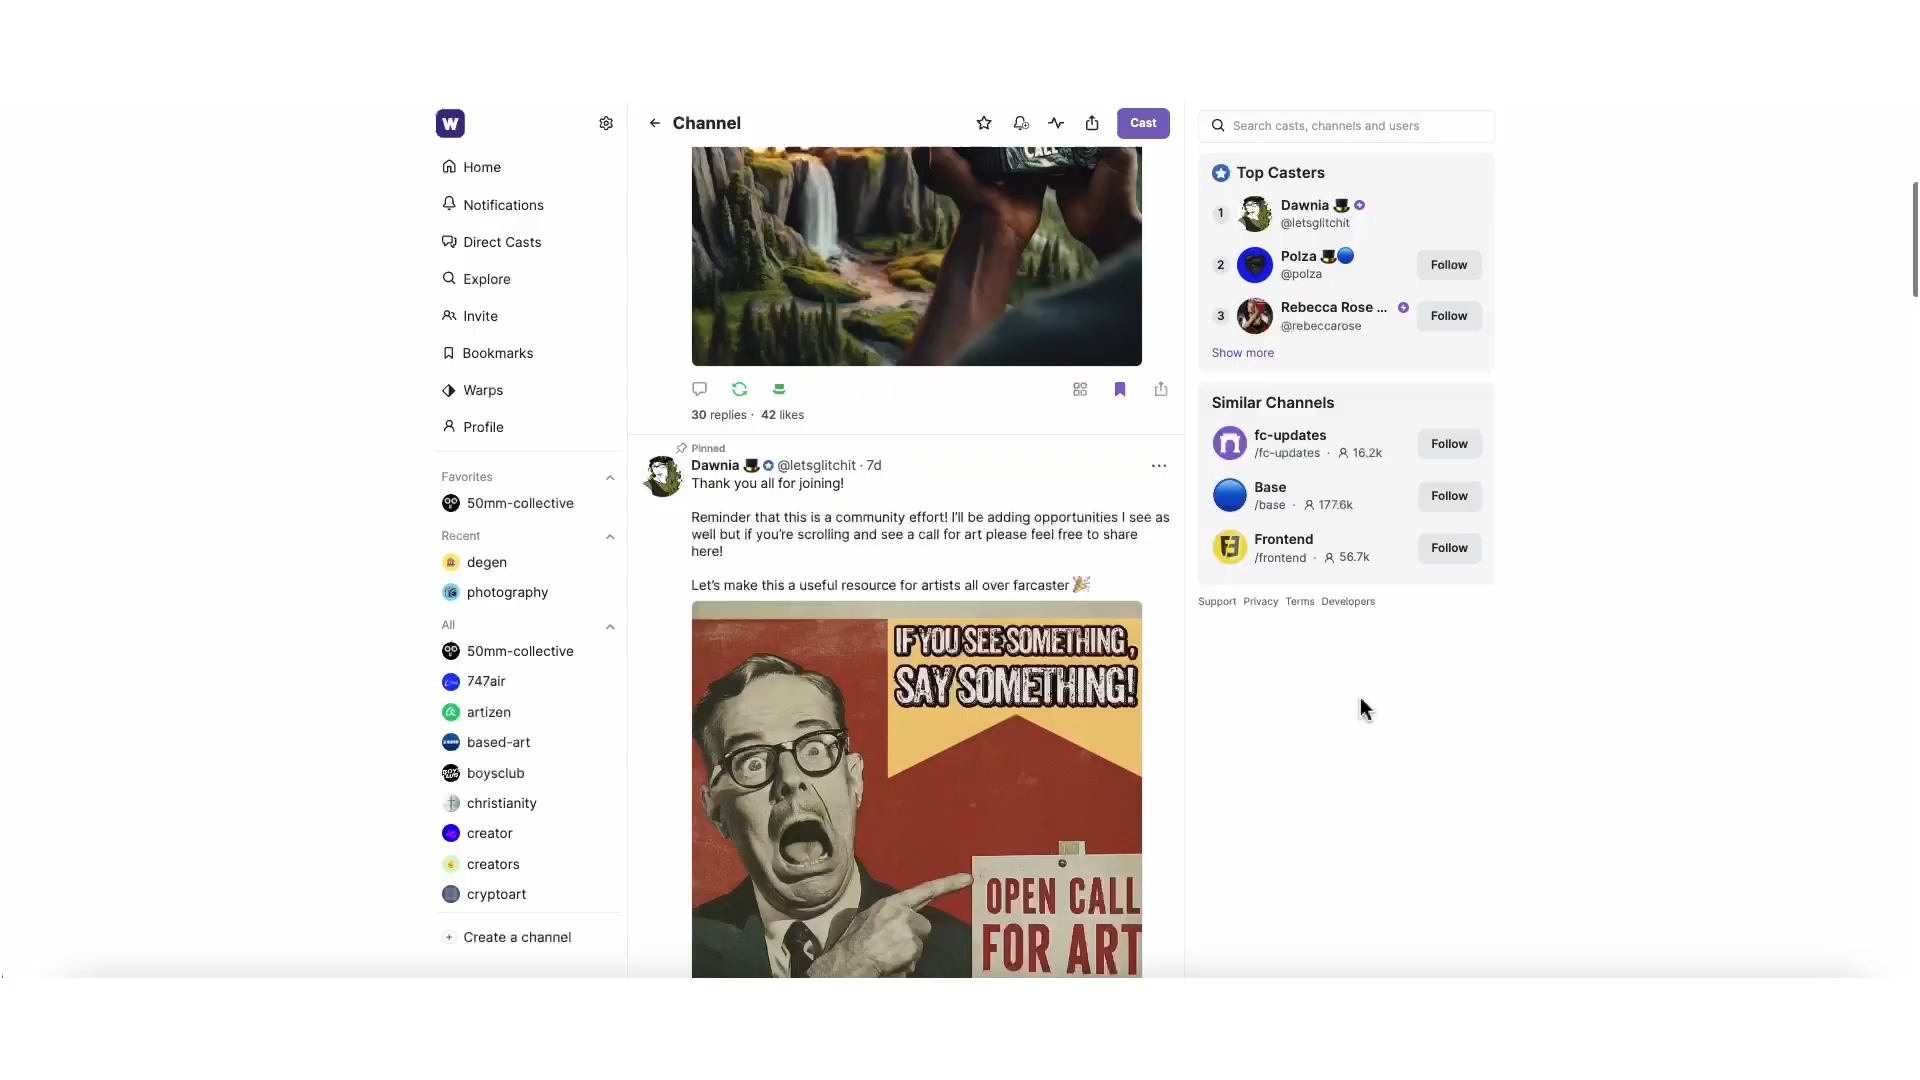 W
Home
Notifications
Direct Casts
Explore
Invite
Bookmarks
Warps
Profile
Favorites
50mm-collective
Recent
degen
photography
All
50mm-collective
747air
artizen
based-art
boysclub
christianity
creator
creators
cryptoart
Create a channel
Channel
Cast
CALL
30 replies · 42 likes
Pinned
Dawnia @letsglitchit · 7d
Thank you all for joining!
Reminder that this is a community effort! I'll be adding opportunities I see as
well but if you're scrolling and see a call for art please feel free to share
here!
Let's make this a useful resource for artists all over farcaster
IF YOU SEE SOMETHING,
SAY SOMETHING!
OPEN CALL
FOR ART
Search casts, channels and users
Top Casters
1
Dawnia
@letsglitchit
2
Polza
@polza
Follow
3
Rebecca Rose ...
@rebeccarose
Follow
Show more
Similar Channels
fc-updates
/fc-updates · 16.2k
Follow
Base
/base · 177.6k
Follow
Frontend
/frontend · 56.7k
Follow
Support Privacy Terms Developers